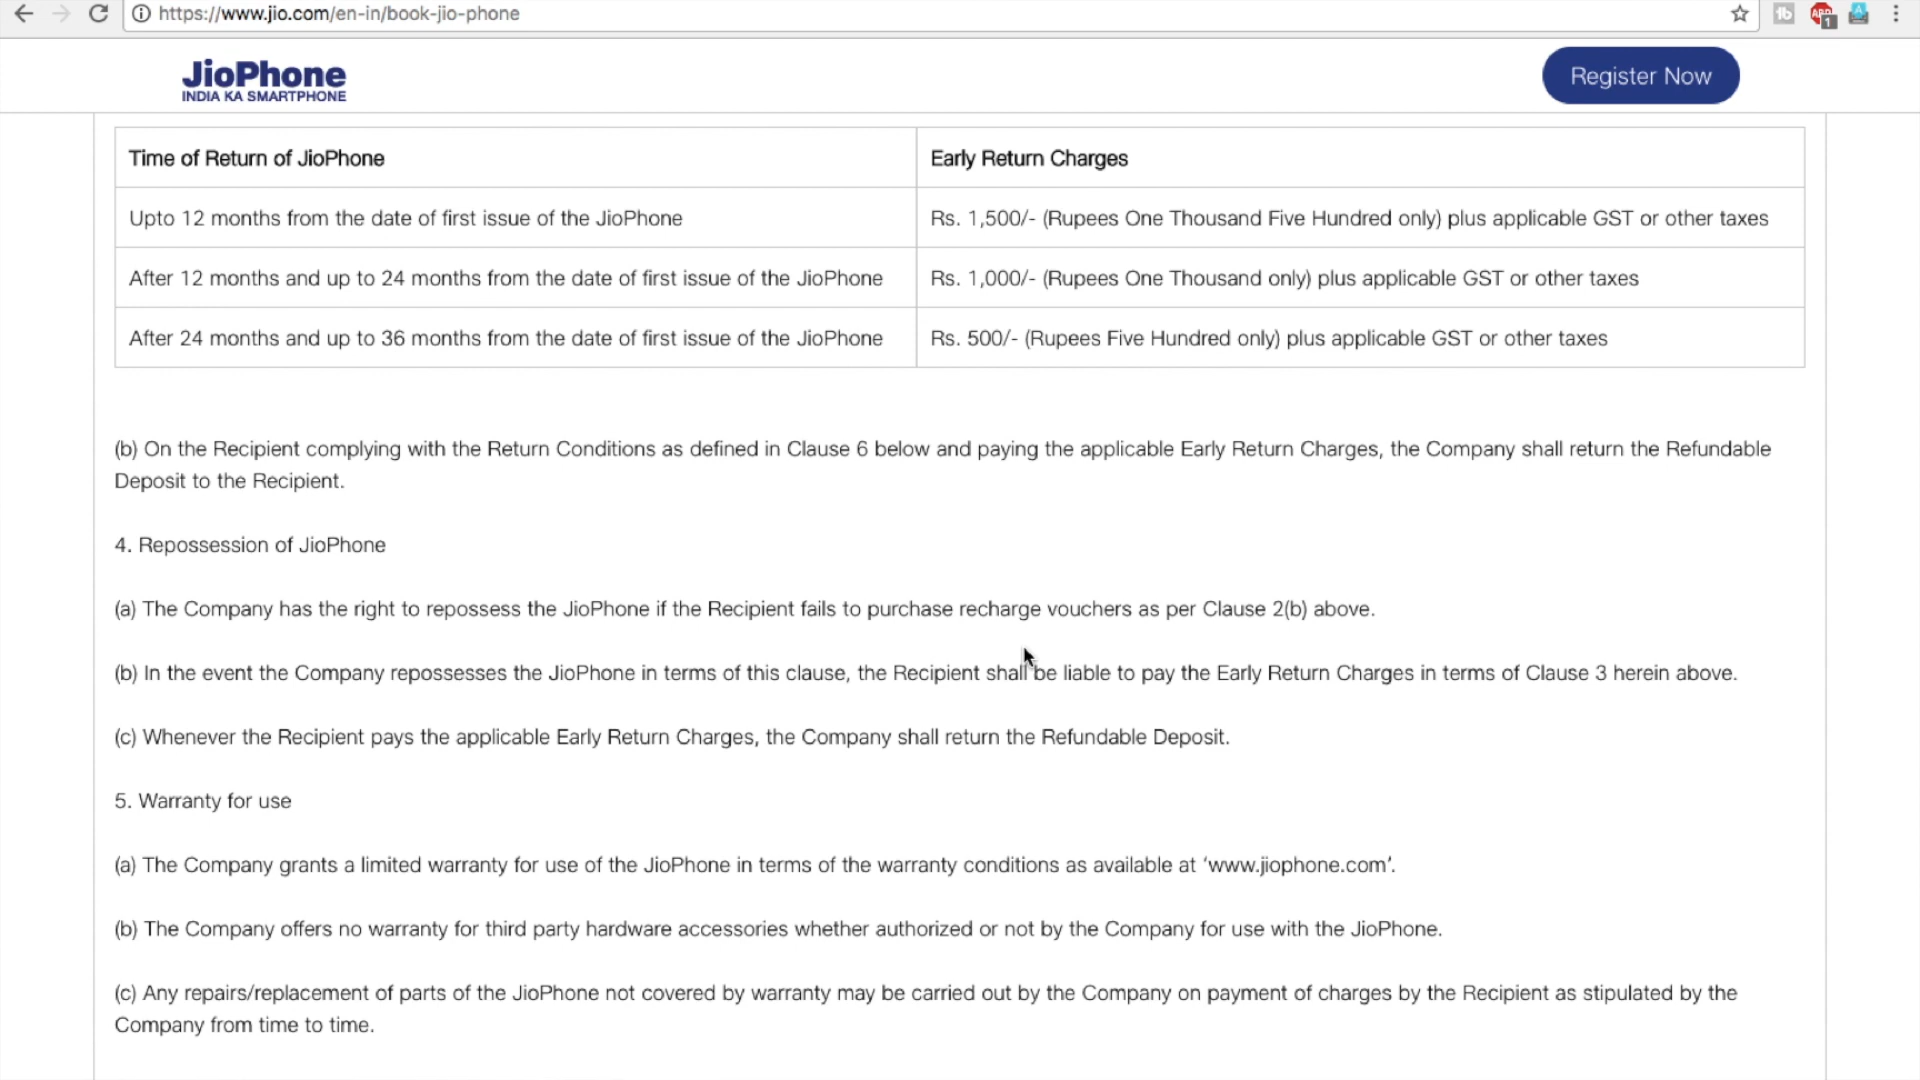 https://www.jio.com/en-in/book-jio-phone
1
JioPhone
INDIA KA SMARTPHONE
Register Now
Time of Return of JioPhone
Early Return Charges
Upto 12 months from the date of first issue of the JioPhone
Rs. 1,500/- (Rupees One Thousand Five Hundred only) plus applicable GST or other taxes
After 12 months and up to 24 months from the date of first issue of the JioPhone
Rs. 1,000/- (Rupees One Thousand only) plus applicable GST or other taxes
After 24 months and up to 36 months from the date of first issue of the JioPhone
Rs. 500/- (Rupees Five Hundred only) plus applicable GST or other taxes
(b) On the Recipient complying with the Return Conditions as defined in Clause 6 below and paying the applicable Early Return Charges, the Company shall return the Refundable
Deposit to the Recipient.
4. Repossession of JioPhone
(a) The Company has the right to repossess the JioPhone if the Recipient fails to purchase recharge vouchers as per Clause 2(b) above.
(b) In the event the Company repossesses the JioPhone in terms of this clause, the Recipient shall be liable to pay the Early Return Charges in terms of Clause 3 herein above.
(c) Whenever the Recipient pays the applicable Early Return Charges, the Company shall return the Refundable Deposit.
5. Warranty for use
(a) The Company grants a limited warranty for use of the JioPhone in terms of the warranty conditions as available at ‘www.jiophone.com’.
(b) The Company offers no warranty for third party hardware accessories whether authorized or not by the Company for use with the JioPhone.
(c) Any repairs/replacement of parts of the JioPhone not covered by warranty may be carried out by the Company on payment of charges by the Recipient as stipulated by the
Company from time to time.